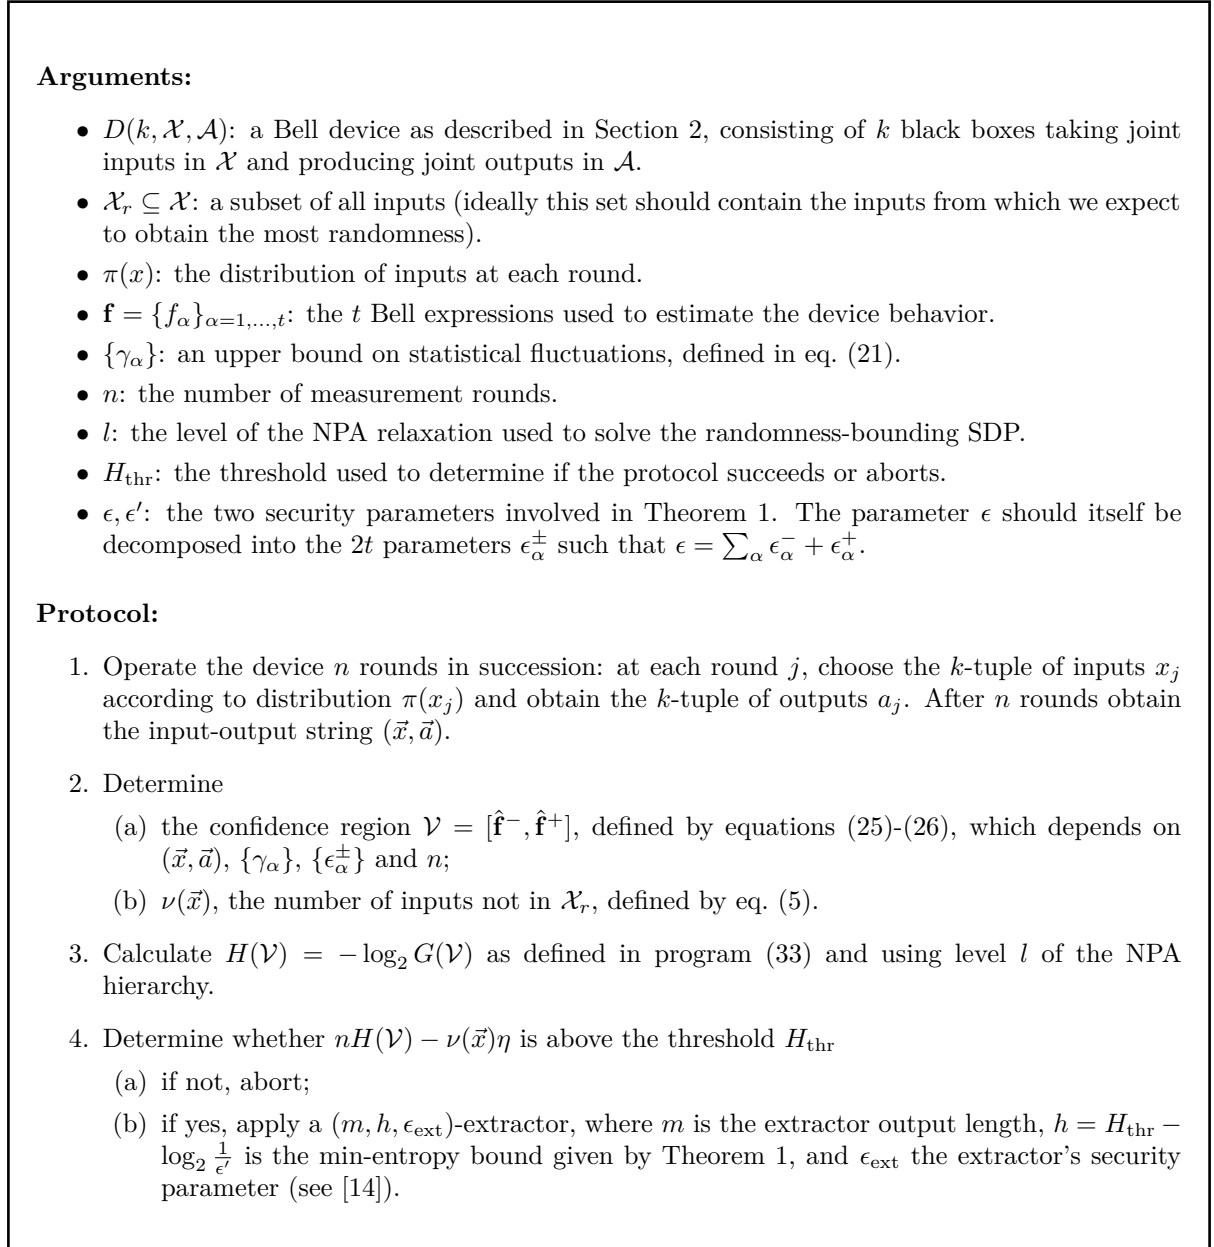 Arguments:
• D(k, 𝒳, 𝒜): a Bell device as described in Section 2, consisting of k black boxes taking joint
inputs in 𝒳 and producing joint outputs in 𝒜.
• 𝒳_r ⊆ 𝒳: a subset of all inputs (ideally this set should contain the inputs from which we expect
to obtain the most randomness).
• π(x): the distribution of inputs at each round.
• f = {f_α}_{α=1,...,t}: the t Bell expressions used to estimate the device behavior.
• {γ_α}: an upper bound on statistical fluctuations, defined in eq. (21).
• n: the number of measurement rounds.
• l: the level of the NPA relaxation used to solve the randomness-bounding SDP.
• H_thr: the threshold used to determine if the protocol succeeds or aborts.
• ϵ, ϵ′: the two security parameters involved in Theorem 1. The parameter ϵ should itself be
decomposed into the 2t parameters ϵ_α^± such that ϵ = ∑_α ϵ_α^− + ϵ_α^+.
Protocol:
1. Operate the device n rounds in succession: at each round j, choose the k-tuple of inputs x_j
according to distribution π(x_j) and obtain the k-tuple of outputs a_j. After n rounds obtain
the input-output string (x⃗, a⃗).
2. Determine
(a) the confidence region 𝒱 = [f̂^−, f̂^+], defined by equations (25)-(26), which depends on
(x⃗, a⃗), {γ_α}, {ϵ_α^±} and n;
(b) ν(x⃗), the number of inputs not in 𝒳_r, defined by eq. (5).
3. Calculate H(𝒱) = − log_2 G(𝒱) as defined in program (33) and using level l of the NPA
hierarchy.
4. Determine whether nH(𝒱) − ν(x⃗)η is above the threshold H_thr
(a) if not, abort;
(b) if yes, apply a (m, h, ϵ_ext)-extractor, where m is the extractor output length, h = H_thr −
log_2 1/ϵ′ is the min-entropy bound given by Theorem 1, and ϵ_ext the extractor's security
parameter (see [14]).